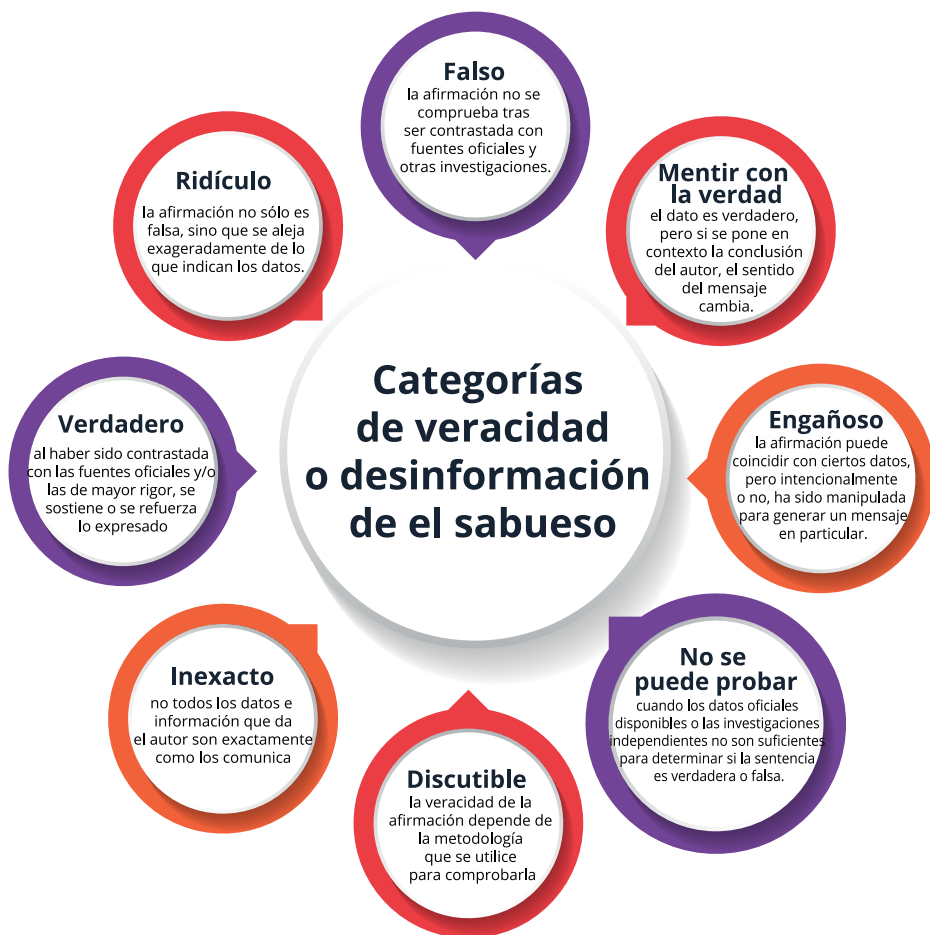 Falso
la afirmación no se
comprueba tras
ser contrastada con
fuentes oficiales y
otras investigaciones.
Mentir con
la verdad
el dato es verdadero,
pero si se pone en
contexto la conclusión
del autor, el sentido
del mensaje
cambia.
Engañoso
la afirmación puede
coincidir con ciertos datos,
pero intencionalmente
o no, ha sido manipulada
para generar un mensaje
en particular.
No se
puede probar
cuando los datos oficiales
disponibles o las investigaciones
independientes no son suficientes
para determinar si la sentencia
es verdadera o falsa.
Discutible
la veracidad de la
afirmación depende de
la metodología
que se utilice
para comprobarla
Inexacto
no todos los datos e
información que da
el autor son exactamente
como los comunica
Verdadero
al haber sido contrastada
con las fuentes oficiales y/o
las de mayor rigor, se
sostiene o se refuerza
lo expresado
Ridículo
la afirmación no sólo es
falsa, sino que se aleja
exageradamente de lo
que indican los datos.
Categorías
de veracidad
o desinformación
de el sabueso